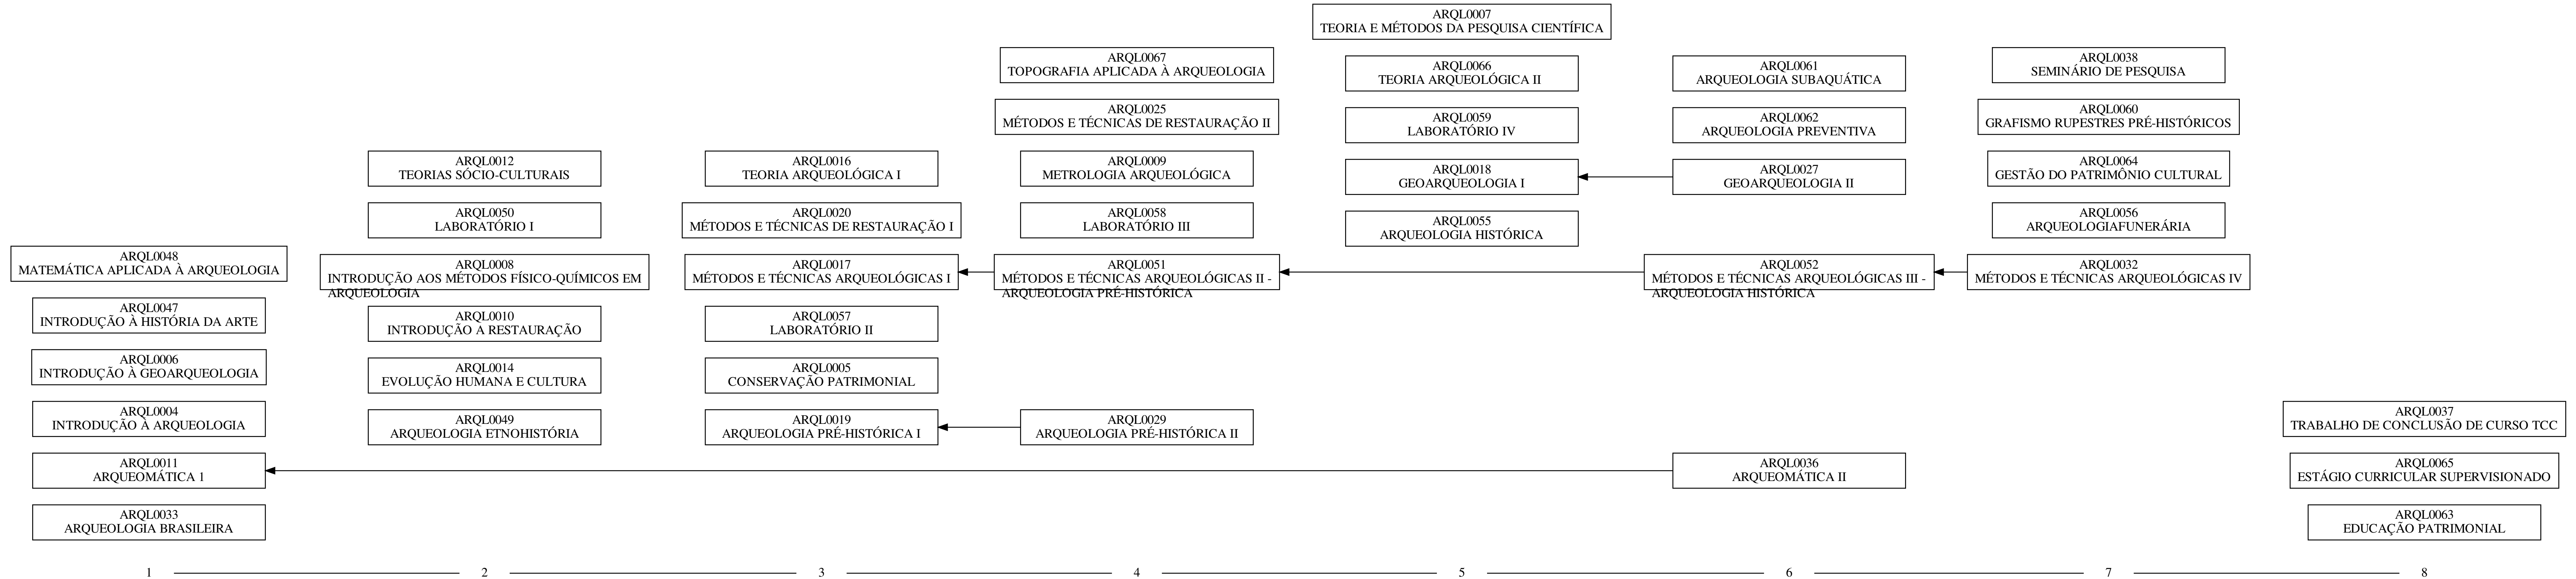 ARQL0048
MATEMÁTICA APLICADA À ARQUEOLOGIA
ARQL0047
INTRODUÇÃO À HISTÓRIA DA ARTE
ARQL0006
INTRODUÇÃO À GEOARQUEOLOGIA
ARQL0004
INTRODUÇÃO À ARQUEOLOGIA
ARQL0011
ARQUEOMÁTICA 1
ARQL0033
ARQUEOLOGIA BRASILEIRA
ARQL0012
TEORIAS SÓCIO-CULTURAIS
ARQL0050
LABORATÓRIO I
ARQL0008
INTRODUÇÃO AOS MÉTODOS FÍSICO-QUÍMICOS EM
ARQUEOLOGIA
ARQL0010
INTRODUÇÃO A RESTAURAÇÃO
ARQL0014
EVOLUÇÃO HUMANA E CULTURA
ARQL0049
ARQUEOLOGIA ETNOHISTÓRIA
ARQL0016
TEORIA ARQUEOLÓGICA I
ARQL0020
MÉTODOS E TÉCNICAS DE RESTAURAÇÃO I
ARQL0017
MÉTODOS E TÉCNICAS ARQUEOLÓGICAS I
ARQL0057
LABORATÓRIO II
ARQL0005
CONSERVAÇÃO PATRIMONIAL
ARQL0019
ARQUEOLOGIA PRÉ-HISTÓRICA I
ARQL0067
TOPOGRAFIA APLICADA À ARQUEOLOGIA
ARQL0025
MÉTODOS E TÉCNICAS DE RESTAURAÇÃO II
ARQL0009
METROLOGIA ARQUEOLÓGICA
ARQL0058
LABORATÓRIO III
ARQL0051
MÉTODOS E TÉCNICAS ARQUEOLÓGICAS II -
ARQUEOLOGIA PRÉ-HISTÓRICA
ARQL0029
ARQUEOLOGIA PRÉ-HISTÓRICA II
ARQL0007
TEORIA E MÉTODOS DA PESQUISA CIENTÍFICA
ARQL0066
TEORIA ARQUEOLÓGICA II
ARQL0059
LABORATÓRIO IV
ARQL0018
GEOARQUEOLOGIA I
ARQL0055
ARQUEOLOGIA HISTÓRICA
ARQL0061
ARQUEOLOGIA SUBAQUÁTICA
ARQL0062
ARQUEOLOGIA PREVENTIVA
ARQL0027
GEOARQUEOLOGIA II
ARQL0052
MÉTODOS E TÉCNICAS ARQUEOLÓGICAS III -
ARQUEOLOGIA HISTÓRICA
ARQL0036
ARQUEOMÁTICA II
ARQL0038
SEMINÁRIO DE PESQUISA
ARQL0060
GRAFISMO RUPESTRES PRÉ-HISTÓRICOS
ARQL0064
GESTÃO DO PATRIMÔNIO CULTURAL
ARQL0056
ARQUEOLOGIAFUNERÁRIA
ARQL0032
MÉTODOS E TÉCNICAS ARQUEOLÓGICAS IV
ARQL0037
TRABALHO DE CONCLUSÃO DE CURSO TCC
ARQL0065
ESTÁGIO CURRICULAR SUPERVISIONADO
ARQL0063
EDUCAÇÃO PATRIMONIAL
1 2 3 4 5 6 7 8